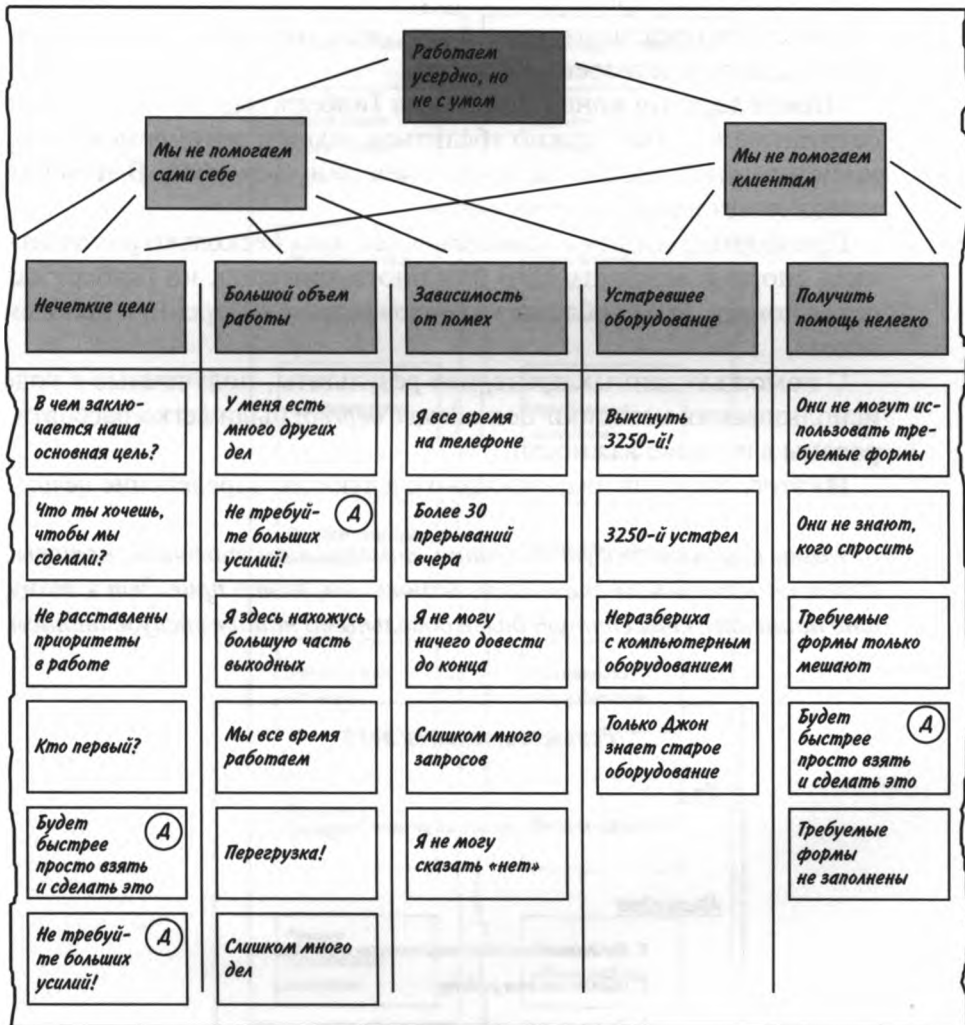 Работаем
усердно, но
не с умом
Мы не помогаем
сами себе
Мы не помогаем
клиентам
Нечеткие цели
Большой объем
работы
Зависимость
от помех
Устаревшее
оборудование
Получить
помощь нелегко
В чем заклю-
чается наша
основная цель?
У меня есть
много других
дел
Все время
на телефоне
Выкинуть
3250-й!
Они не могут ис-
пользовать тре-
буемые формы
Что ты хочешь,
чтобы мы
сделали!
Не требуй-
те больших
усилий!
Д
Более 30
прерываний
вчера
3250-й устарел
Они не знают,
кого спросить
Не расставлены
приоритеты
в работе
Я здесь нахожусь
большую часть
выходных
Я не могу
ничего довести
до конца
Неразбериха
с компьютерным
оборудованием
Требуемые
формы только
мешают
Кто первый?
Мы все время
работаем
Слишком много
запросов
Только Джон
знает старое
оборудование
Будет
быстрее
просто взять
и сделать это
Д
Будет
быстрее
просто взять
и сделать это
Д
Перегрузка!
Я не могу
сказать «нет»
Требуемые
формы
не заполнены
Не требуй-
те больших
усилий!
Д
Слишком много
дел